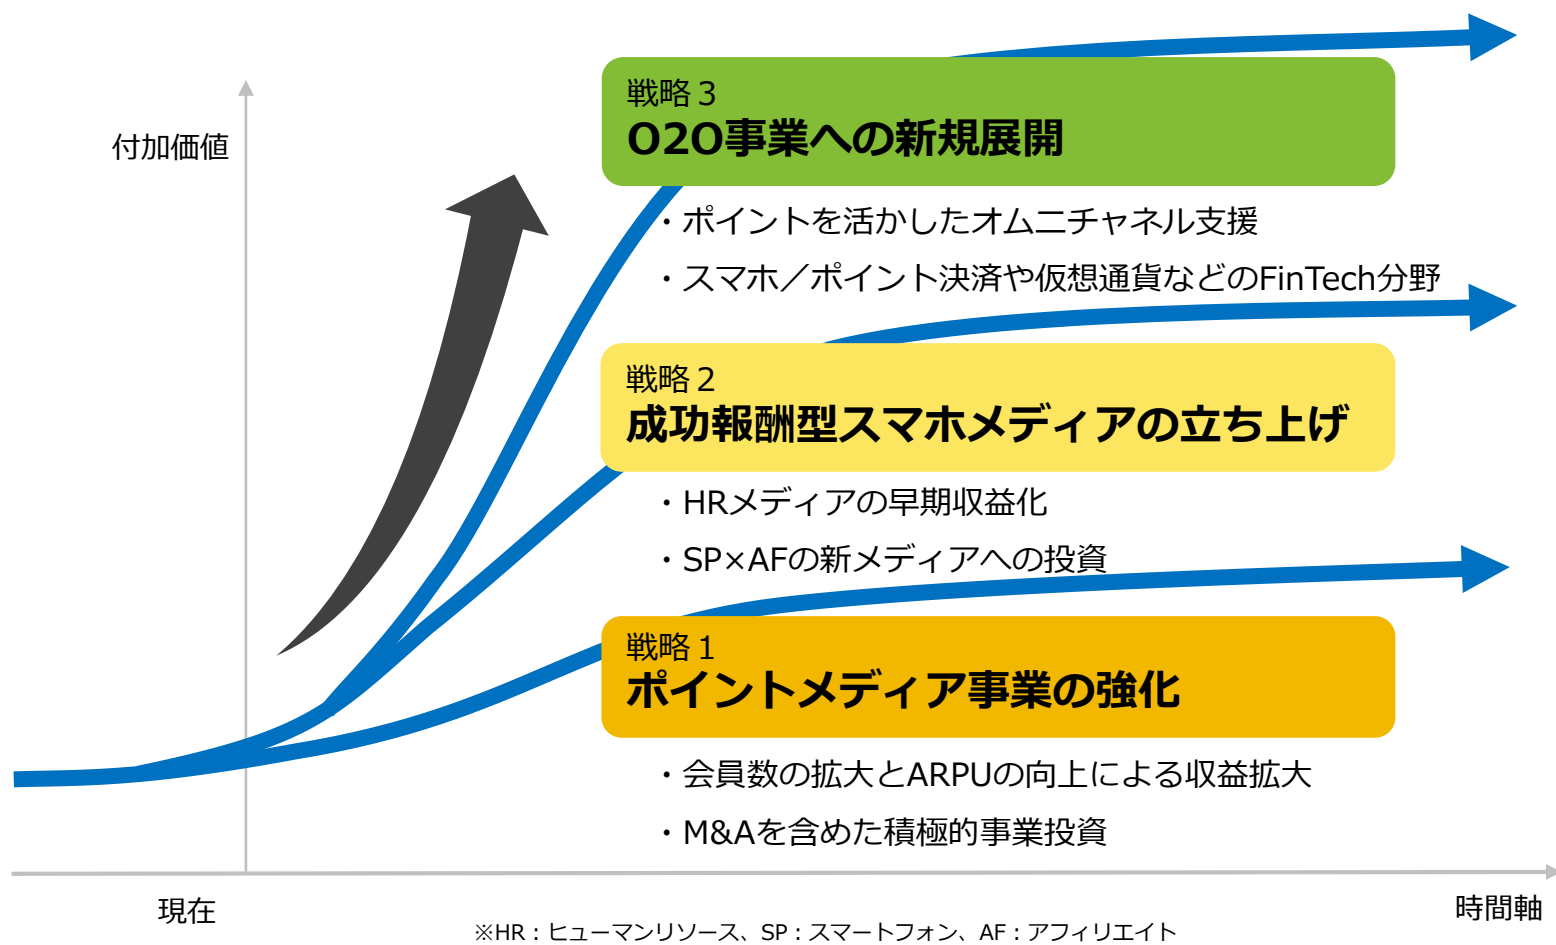 付加価値
戦略３
O2O事業への新規展開
・ポイントを活かしたオムニチャネル支援
・スマホ／ポイント決済や仮想通貨などのFinTech分野
戦略２
成功報酬型スマホメディアの立ち上げ
・HRメディアの早期収益化
・SP×AFの新メディアへの投資
戦略１
ポイントメディア事業の強化
・会員数の拡大とARPUの向上による収益拡大
・M&Aを含めた積極的事業投資
現在
時間軸
※HR：ヒューマンリソース、SP：スマートフォン、AF：アフィリエイト